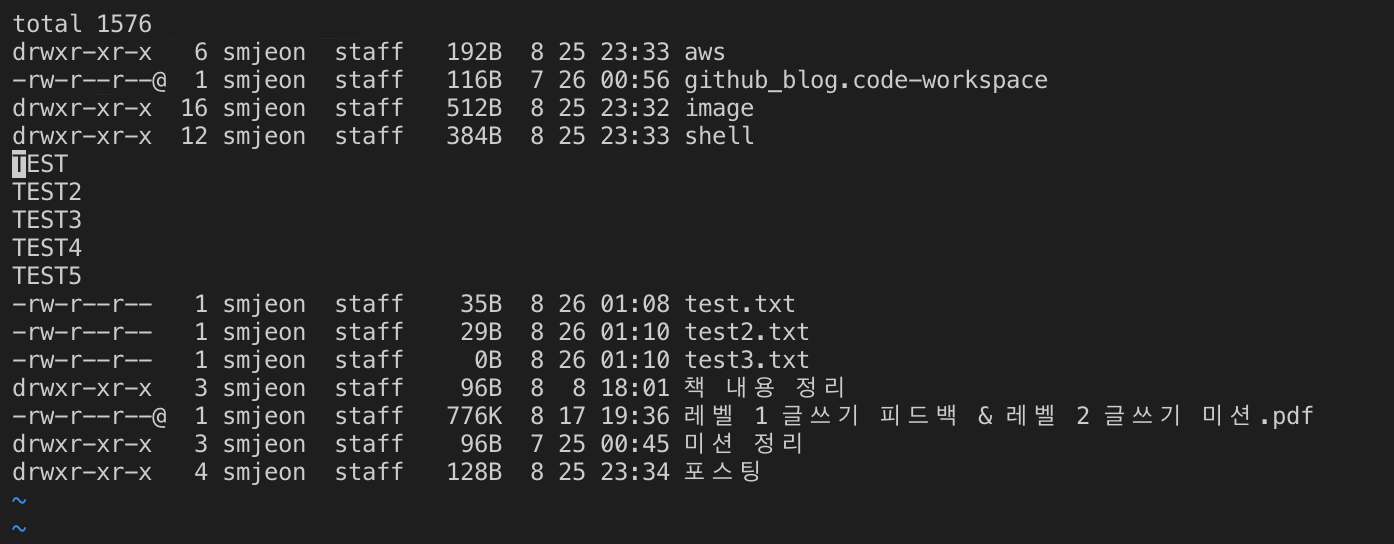 total 1576
drwxr-xr-x   6 smjeon  staff   192B  8 25 23:33 aws
-rw-r--r--@  1 smjeon  staff   116B  7 26 00:56 github_blog.code-workspace
drwxr-xr-x  16 smjeon  staff   512B  8 25 23:32 image
drwxr-xr-x  12 smjeon  staff   384B  8 25 23:33 shell
TEST
TEST2
TEST3
TEST4
TEST5
-rw-r--r--   1 smjeon  staff    35B  8 26 01:08 test.txt
-rw-r--r--   1 smjeon  staff    29B  8 26 01:10 test2.txt
-rw-r--r--   1 smjeon  staff     0B  8 26 01:10 test3.txt
drwxr-xr-x   3 smjeon  staff    96B  8  8 18:01 책 내용 정리
-rw-r--r--@  1 smjeon  staff   776K  8 17 19:36 레벨 1 글쓰기 피드백 & 레벨 2 글쓰기 미션.pdf
drwxr-xr-x   3 smjeon  staff    96B  7 25 00:45 미션 정리
drwxr-xr-x   4 smjeon  staff   128B  8 25 23:34 포스팅
~
~